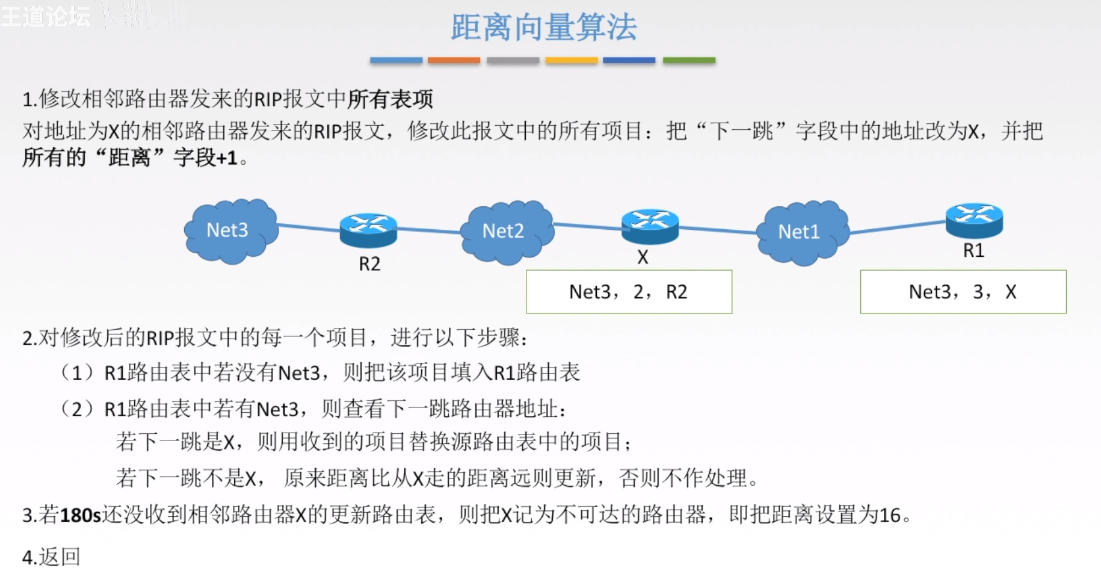 王道论坛
距离向量算法
1.修改相邻路由器发来的RIP报文中所有表项
对地址为X的相邻路由器发来的RIP报文，修改此报文中的所有项目：把“下一跳”字段中的地址改为X，并把
所有的“距离”字段+1。
Net3
Net2
Net1
R2
X
R1
Net3，2，R2
Net3，3，X
2.对修改后的RIP报文中的每一个项目，进行以下步骤：
（1）R1路由表中若没有Net3，则把该项目填入R1路由表
（2）R1路由表中若有Net3，则查看下一跳路由器地址：
若下一跳是X，则用收到的项目替换源路由表中的项目；
若下一跳不是X， 原来距离比从X走的距离远则更新，否则不作处理。
3.若180s还没收到相邻路由器X的更新路由表，则把X记为不可达的路由器，即把距离设置为16。
4.返回